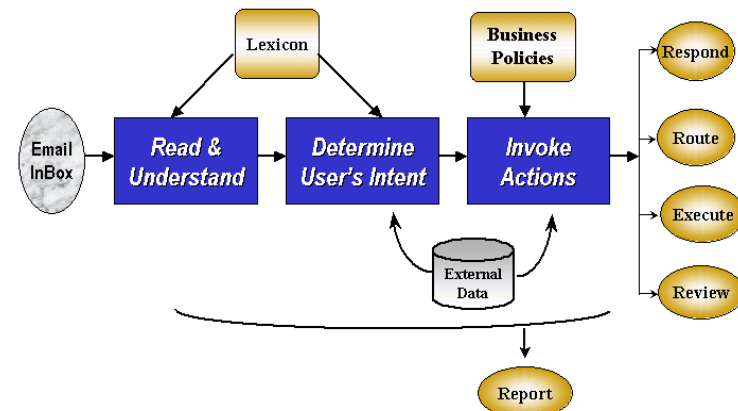 Lexicon
Business
Policies
Respond
Email
InBox
Read &
Understand
Determine
User's Intent
Invoke
Actions
Route
Execute
External
Data
Review
Report